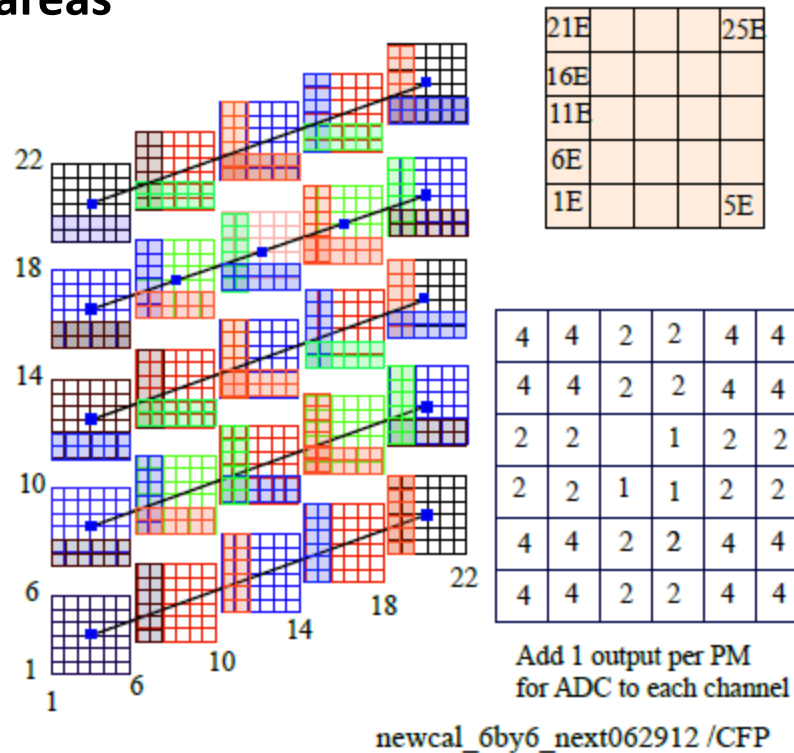 areas
21E 25E
16E
11E
6E
1E 5E
22
18
14
10
6
1
1
6
10
14
18
22
4 4 2 2 4 4
4 4 2 2 4 4
2 2 1 2 2
2 2 1 1 2 2
4 4 2 2 4 4
4 4 2 2 4 4
Add 1 output per PM
for ADC to each channel
newcal_6by6_next062912 /CFP